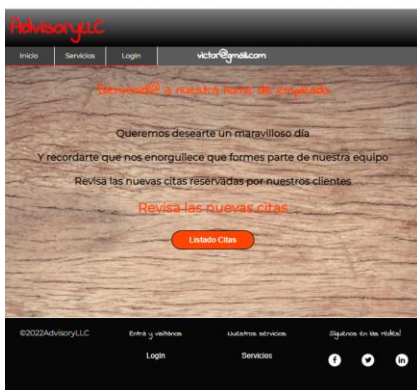 AdvisoryLLC
Inicio Servicios Login victor@gmail.com
Bienvenid@ a nuestra home de empleado
Queremos desearte un maravilloso día
Y recordarte que nos enorgullece que formes parte de nuestra equipo
Revisa las nuevas citas reservadas por nuestros clientes
Revisa las nuevas citas
Listado Citas
©2022AdvisoryLLC Entra y visítanos Nuestros servicios Síguenos en las redes!
Login Servicios